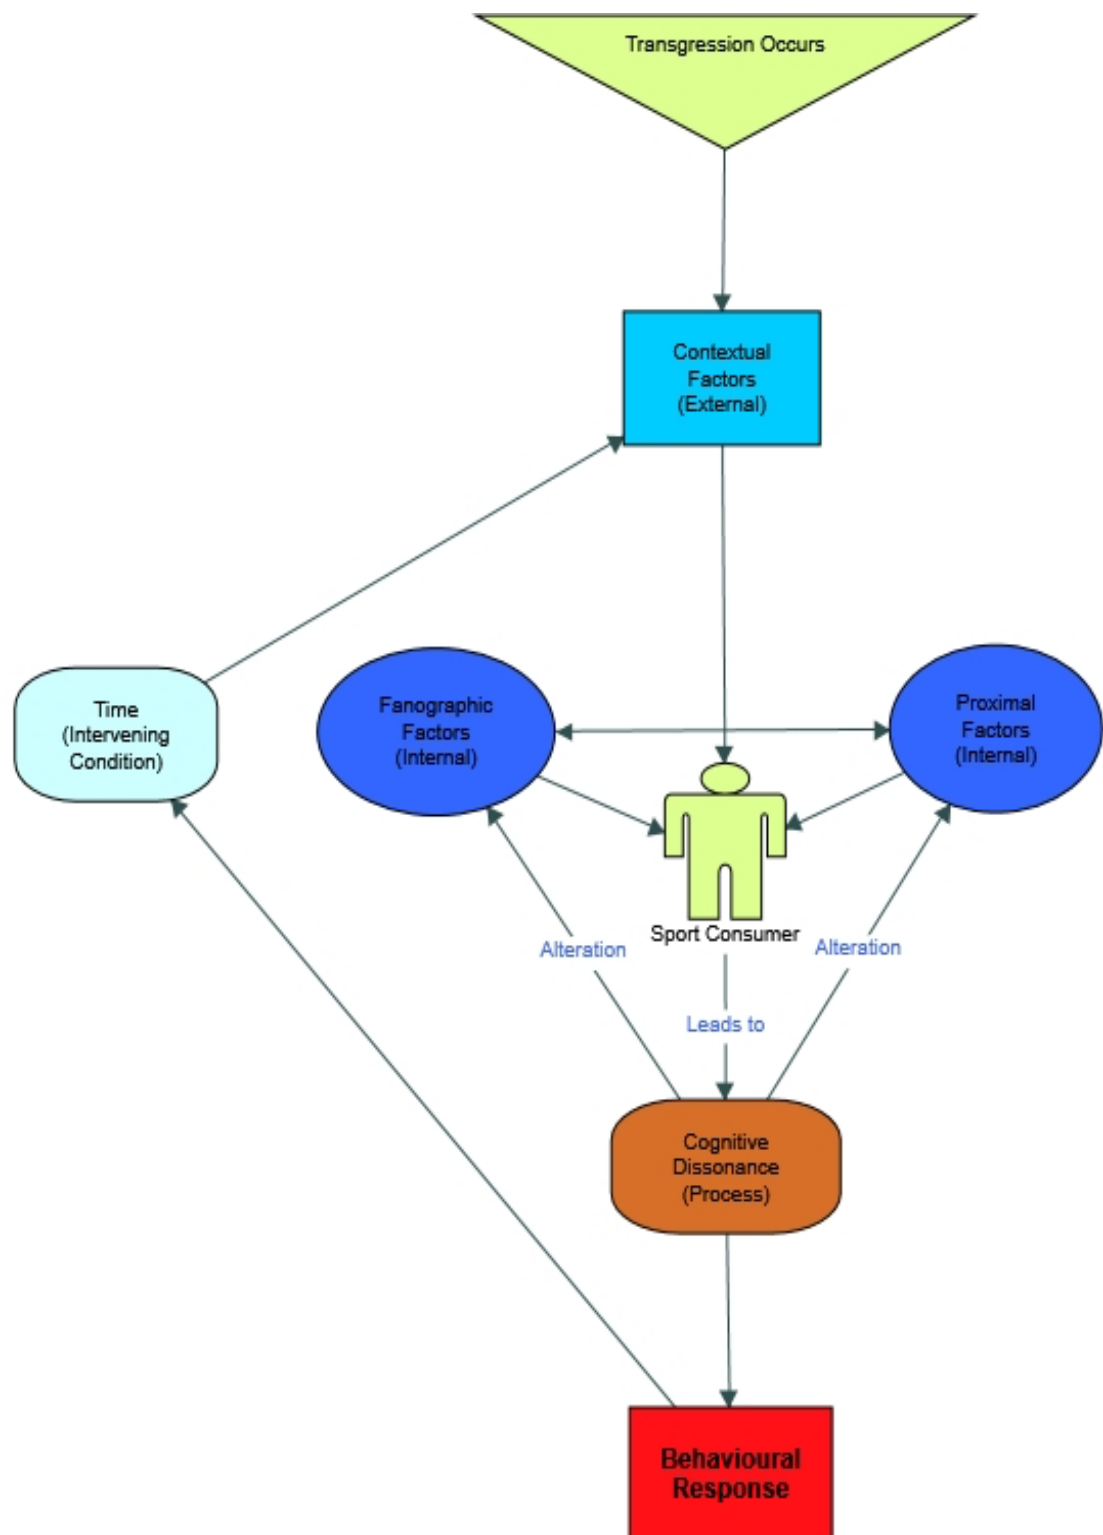 Transgression Occurs
Contextual
Factors
(External)
Time
(Intervening
Condition)
Fanographic
Factors
(Internal)
Proximal
Factors
(Internal)
Sport Consumer
Alteration
Alteration
Leads to
Cognitive
Dissonance
(Process)
Behavioural
Response